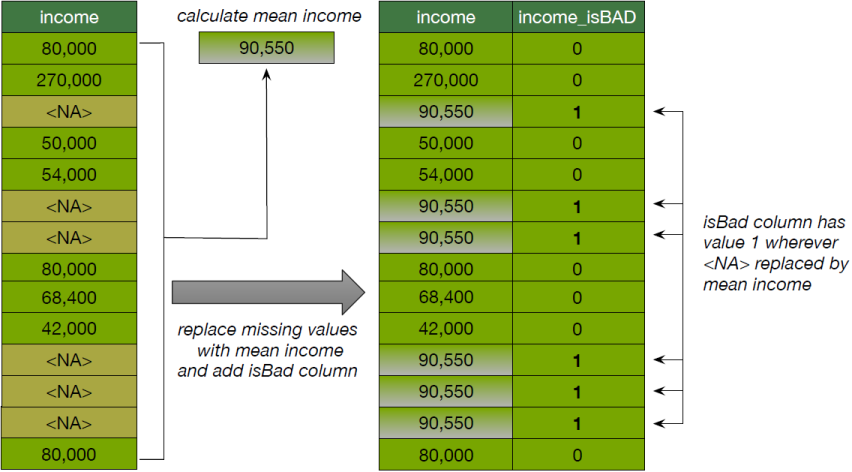 income
80,000
270,000
<NA>
50,000
54,000
<NA>
<NA>
80,000
68,400
42,000
<NA>
<NA>
<NA>
80,000
calculate mean income
90,550
replace missing values
with mean income
and add isBad column
income income_isBAD
80,000 0
270,000 0
90,550 1
50,000 0
54,000 0
90,550 1
90,550 1
80,000 0
68,400 0
42,000 0
90,550 1
90,550 1
90,550 1
80,000 0
isBad column has
value 1 wherever
<NA> replaced by
mean income